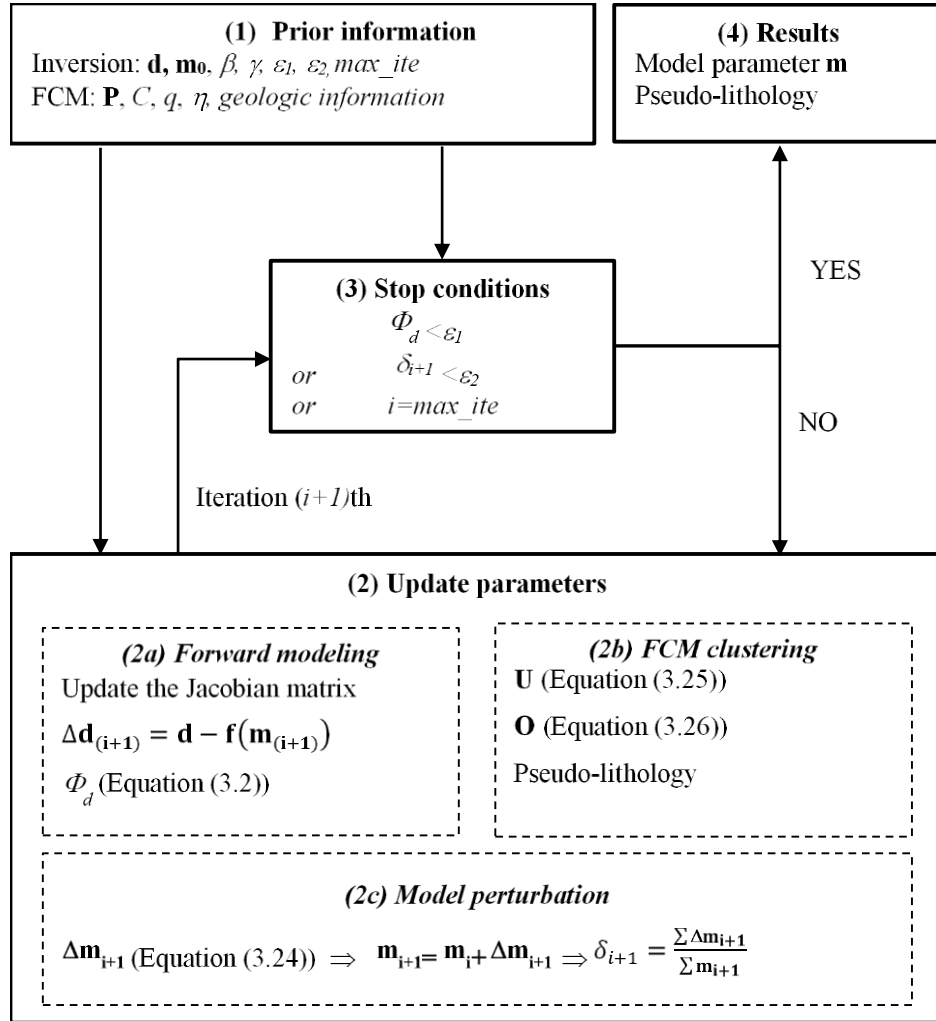 (1) Prior information
Inversion: d, m₀, β, γ, ε₁, ε₂, max_ite
FCM: P, C, q, η, geologic information
(4) Results
Model parameter m
Pseudo-lithology
(3) Stop conditions
Φ_d < ε₁
or δ_{i+1} < ε₂
or i=max_ite
YES
NO
Iteration (i+1)th
(2) Update parameters
(2a) Forward modeling
Update the Jacobian matrix
Δd_{(i+1)} = d − f(m_{(i+1)})
Φ_d (Equation (3.2))
(2b) FCM clustering
U (Equation (3.25))
O (Equation (3.26))
Pseudo-lithology
(2c) Model perturbation
Δm_{i+1} (Equation (3.24)) ⇒ m_{i+1} = m_i + Δm_{i+1} ⇒ δ_{i+1} = ∑Δm_{i+1} / ∑m_{i+1}